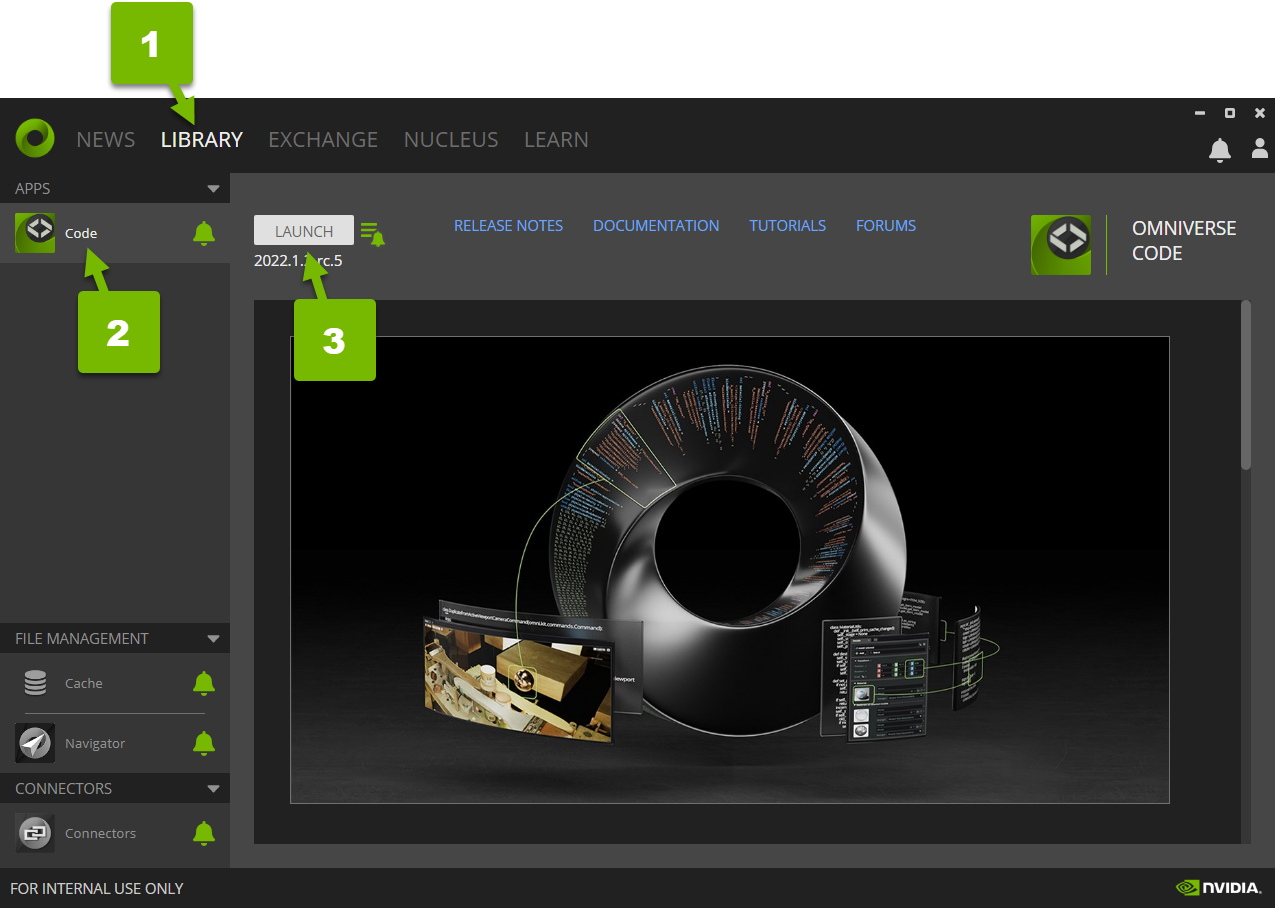 1
NEWS LIBRARY EXCHANGE NUCLEUS LEARN
APPS
Code
2
LAUNCH
2022.1. rc.5
3
RELEASE NOTES DOCUMENTATION TUTORIALS FORUMS
OMNIVERSE
CODE
FILE MANAGEMENT
Cache
Navigator
CONNECTORS
Connectors
FOR INTERNAL USE ONLY
NVIDIA.